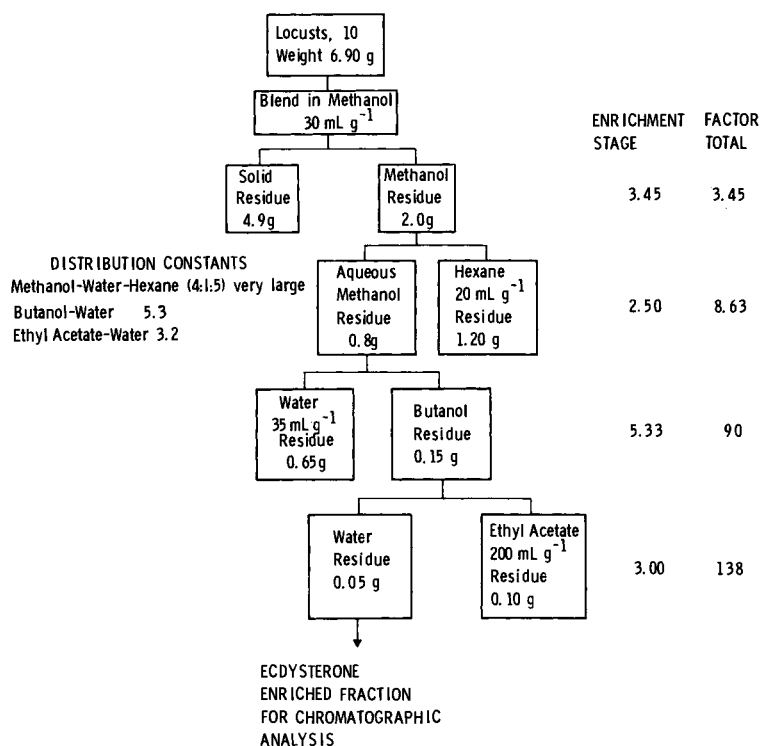 Locusts, 10
Weight 6.90 g
Blend in Methanol
30 mL g⁻¹
ENRICHMENT FACTOR
STAGE TOTAL
Solid
Residue
4.9g
Methanol
Residue
2.0g
3.45 3.45
DISTRIBUTION CONSTANTS
Methanol-Water-Hexane (4:1:5) very large
Butanol-Water 5.3
Ethyl Acetate-Water 3.2
Aqueous
Methanol
Residue
0.8g
Hexane
20 mL g⁻¹
Residue
1.20 g
2.50 8.63
Water
35 mL g⁻¹
Residue
0.65g
Butanol
Residue
0.15 g
5.33 90
Water
Residue
0.05 g
Ethyl Acetate
200 mL g⁻¹
Residue
0.10 g
3.00 138
ECDYSTERONE
ENRICHED FRACTION
FOR CHROMATOGRAPHIC
ANALYSIS